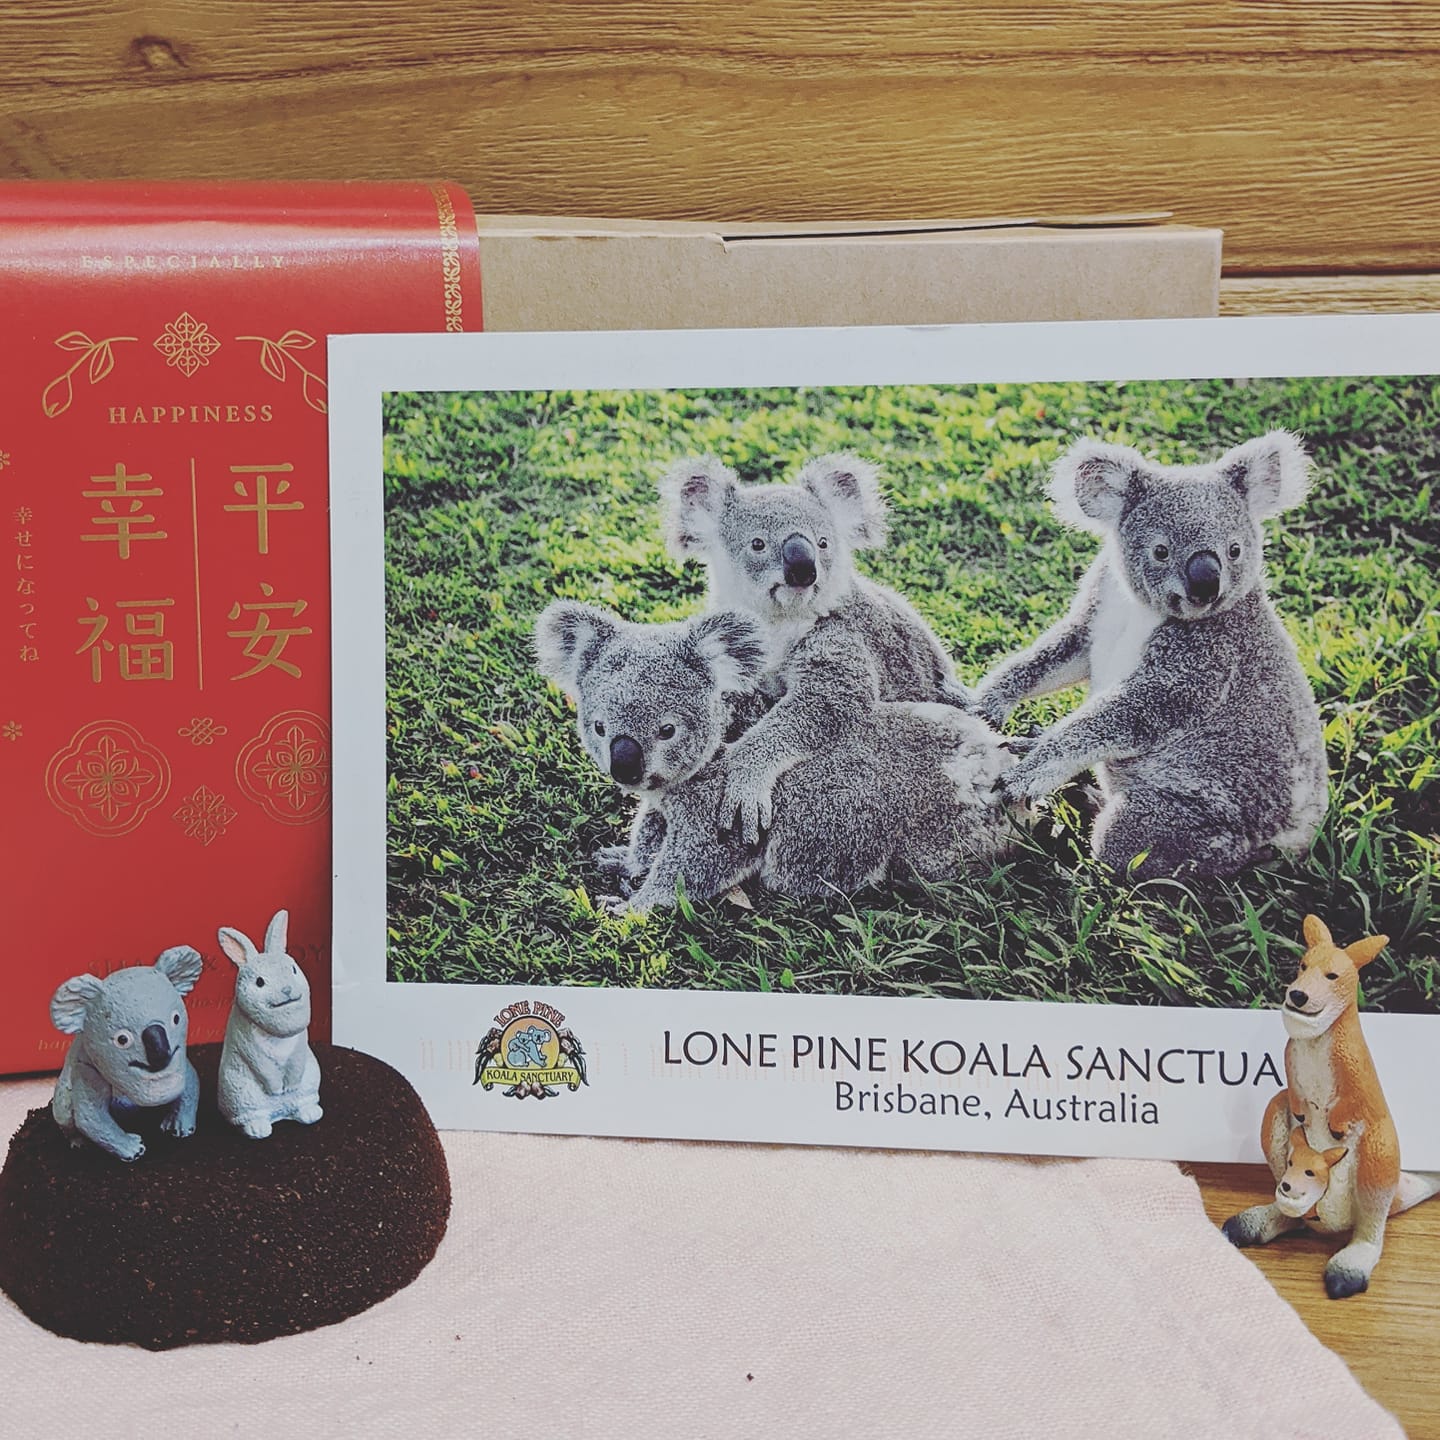 ESPECIALLY
HAPPINESS
平安
幸福
幸せになってね
LONE PINE
KOALA SANCTUARY
LONE PINE KOALA SANCTUA
Brisbane, Australia